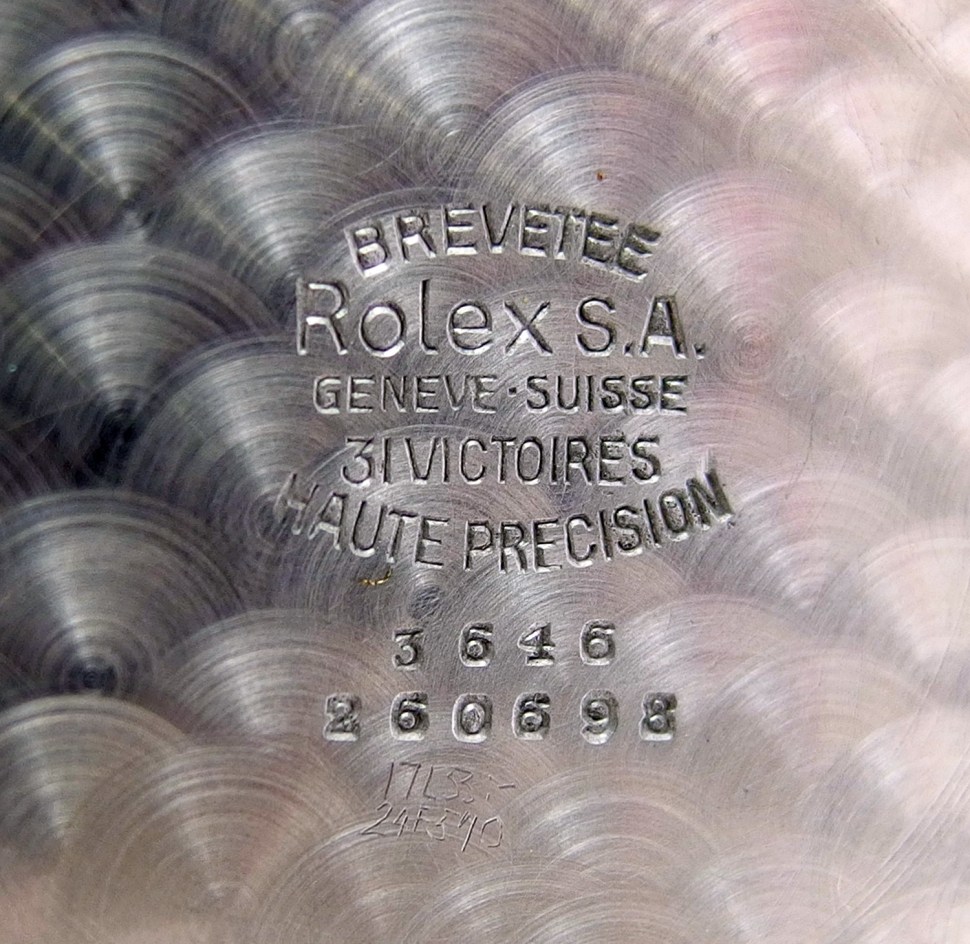 BREVETEE
Rolex S.A.
GENEVE·SUISSE
31 VICTOIRES
HAUTE PRECISION
3646
260698